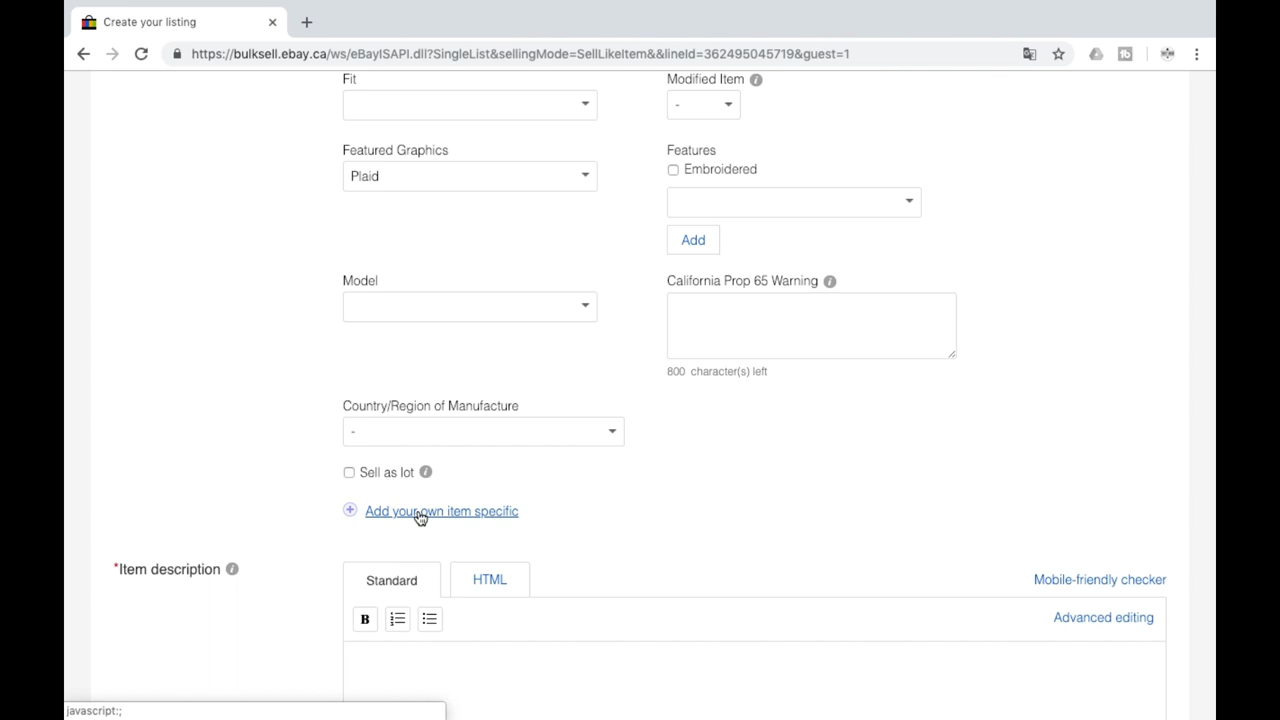 Create your listing
https://bulksell.ebay.ca/ws/eBayISAPI.dll?SingleList&sellingMode=SellLikeItem&&lineId=362495045719&guest=1
Fit
Modified Item
-
Featured Graphics
Plaid
Features
Embroidered
Add
Model
California Prop 65 Warning
800 character(s) left
Country/Region of Manufacture
-
Sell as lot
Add your own item specific
*Item description
Standard
HTML
Mobile-friendly checker
B
Advanced editing
javascript:;